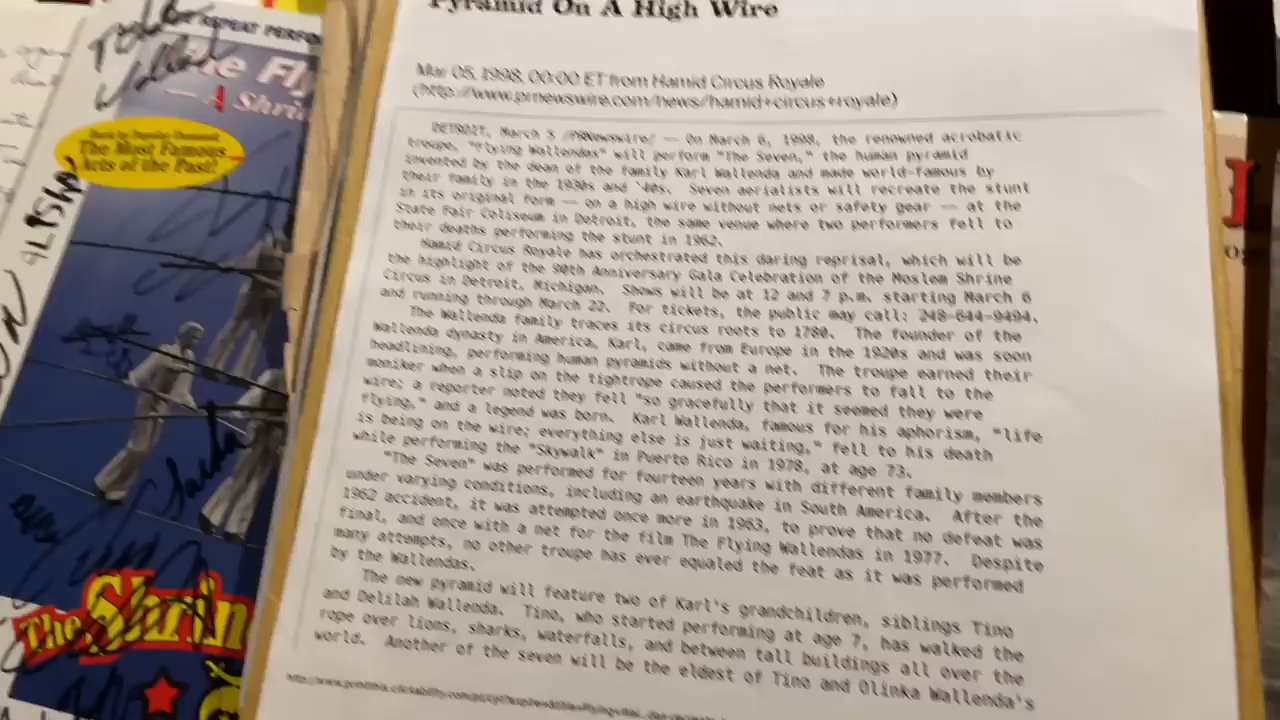 REPEAT PERFO
The Fly
A Shrin
Back by Popular Demand!
The Most Famous
Acts of the Past!
The Shrin
Pyramid On A High Wire
Mar 05, 1998, 00:00 ET from Hamid Circus Royale
(http://www.prnewswire.com/news/hamid+circus+royale)
DETROIT, March 5 /PRNewswire/ — On March 6, 1998, the renowned acrobatic
troupe, "Flying Wallendas" will perform "The Seven," the human pyramid
invented by the dean of the family Karl Wallenda and made world-famous by
their family in the 1930s and '40s. Seven aerialists will recreate the stunt
in its original form — on a high wire without nets or safety gear — at the
State Fair Coliseum in Detroit, the same venue where two performers fell to
their deaths performing the stunt in 1962.
Hamid Circus Royale has orchestrated this daring reprisal, which will be
the highlight of the 90th Anniversary Gala Celebration of the Moslem Shrine
Circus in Detroit, Michigan. Shows will be at 12 and 7 p.m. starting March 6
and running through March 22. For tickets, the public may call: 248-644-9494.
The Wallenda family traces its circus roots to 1780. The founder of the
Wallenda dynasty in America, Karl, came from Europe in the 1920s and was soon
headlining, performing human pyramids without a net. The troupe earned their
moniker when a slip on the tightrope caused the performers to fall to the
wire; a reporter noted they fell "so gracefully that it seemed they were
flying," and a legend was born. Karl Wallenda, famous for his aphorism, "life
is being on the wire; everything else is just waiting," fell to his death
while performing the "Skywalk" in Puerto Rico in 1978, at age 73.
"The Seven" was performed for fourteen years with different family members
under varying conditions, including an earthquake in South America. After the
1962 accident, it was attempted once more in 1963, to prove that no defeat was
final, and once with a net for the film The Flying Wallendas in 1977. Despite
many attempts, no other troupe has ever equaled the feat as it was performed
by the Wallendas.
The new pyramid will feature two of Karl's grandchildren, siblings Tino
and Delilah Wallenda. Tino, who started performing at age 7, has walked the
rope over lions, sharks, waterfalls, and between tall buildings all over the
world. Another of the seven will be the eldest of Tino and Olinka Wallenda's